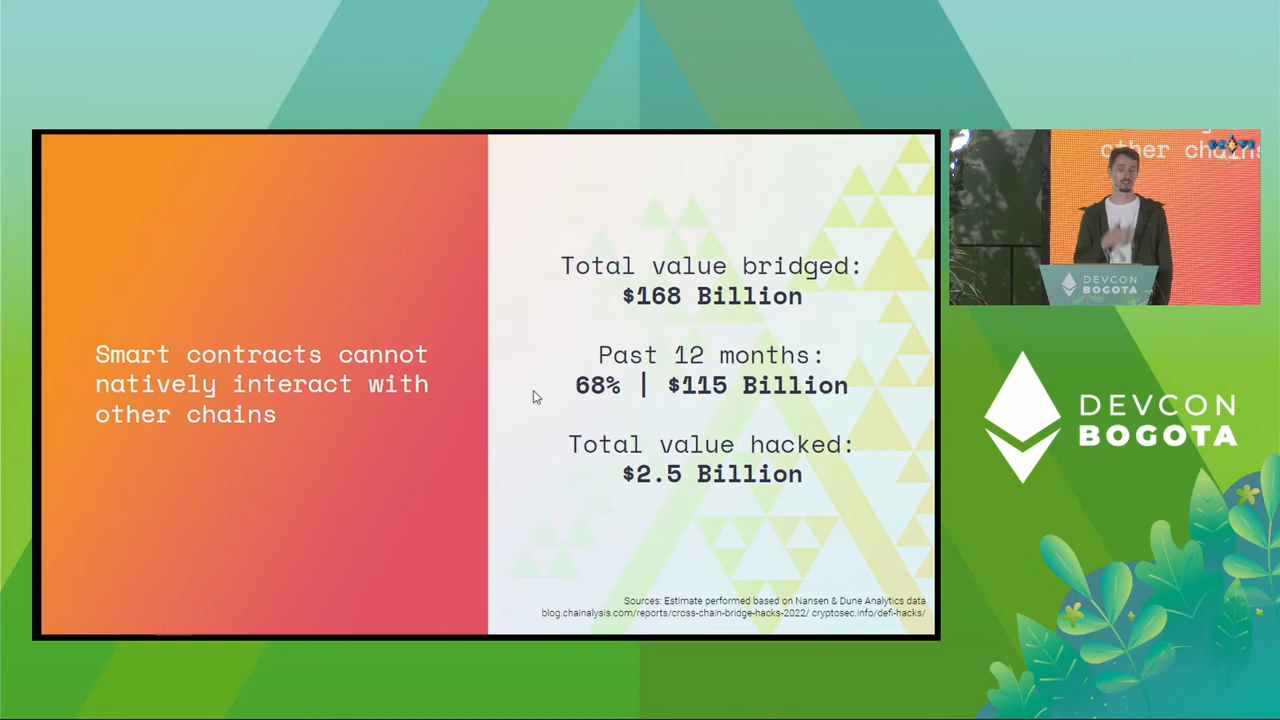 Smart contracts cannot
natively interact with
other chains
Total value bridged:
$168 Billion
Past 12 months:
68% | $115 Billion
Total value hacked:
$2.5 Billion
Sources: Estimate performed based on Nansen & Dune Analytics data
blog.chainalysis.com/reports/cross-chain-bridge-hacks-2022/ cryptosec.info/defi-hacks/
other chains
DEVCON
BOGOTA
DEVCON
BOGOTA